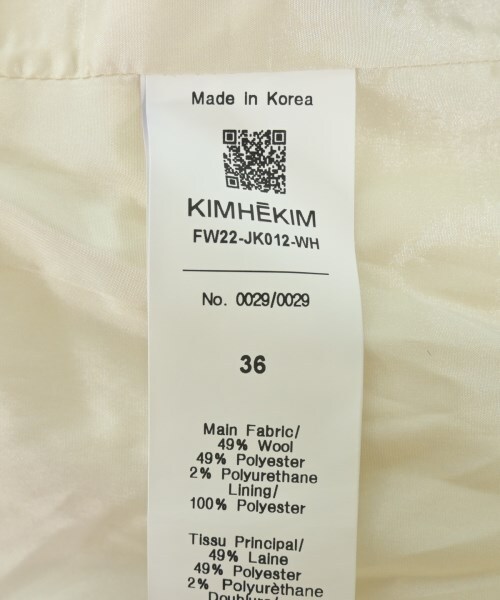 Made in Korea
KIMHĒKIM
FW22-JK012-WH
No. 0029/0029
36
Main Fabric/
49% Wool
49% Polyester
2% Polyurethane
Lining/
100% Polyester
Tissu Principal/
49% Laine
49% Polyester
2% Polyurèthane
Doublure/